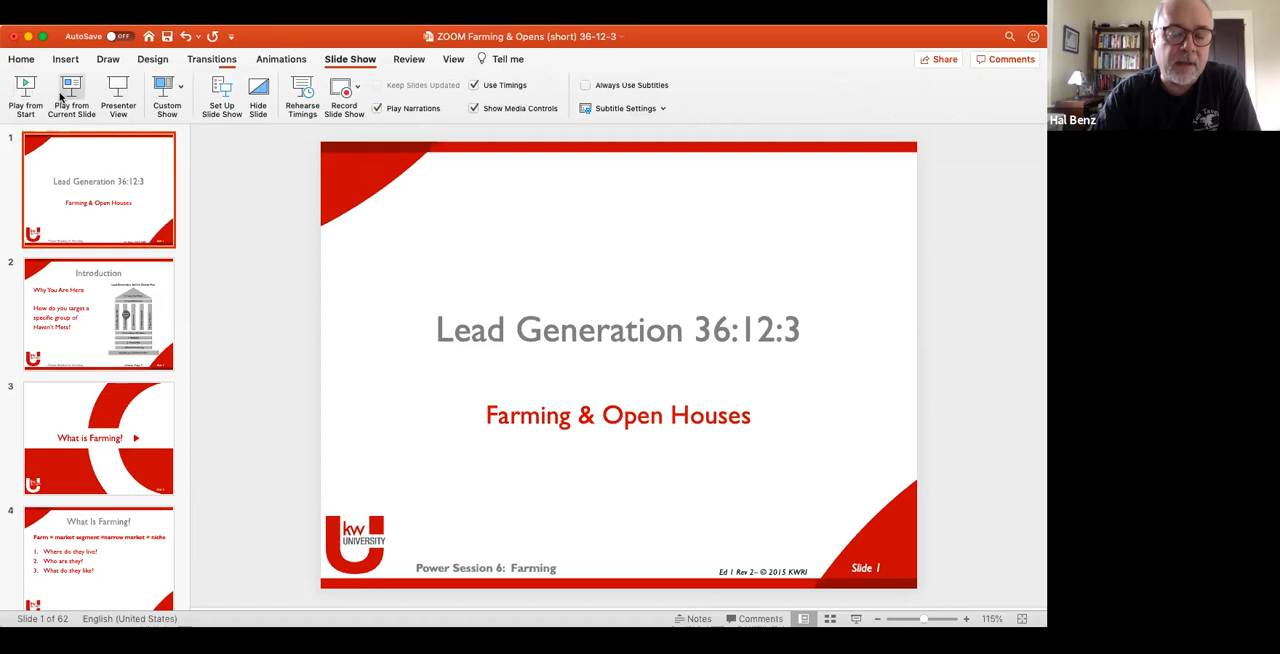 AutoSave OFF
ZOOM Farming & Opens (short) 36-12-3
Home Insert Draw Design Transitions Animations Slide Show Review View Tell me
Share Comments
Play from Start
Play from Current Slide
Presenter View
Custom Show
Set Up Slide Show
Hide Slide
Rehearse Timings
Record Slide Show
Keep Slides Updated
Use Timings
Play Narrations
Show Media Controls
Always Use Subtitles
Subtitle Settings
Hal Benz
1
Lead Generation 36:12:3
Farming & Open Houses
2
Introduction
Why You Are Here
How do you target a
specific group of
Haven't Mets?
3
What is Farming?
4
What Is Farming?
Farm = market segment =narrow market = niche
1. Where do they live?
2. Who are they?
3. What do they like?
Lead Generation 36:12:3
Farming & Open Houses
kw
UNIVERSITY
Power Session 6: Farming
Ed 1 Rev 2– © 2015 KWRI
Slide 1
Slide 1 of 62 English (United States)
Notes Comments 115%